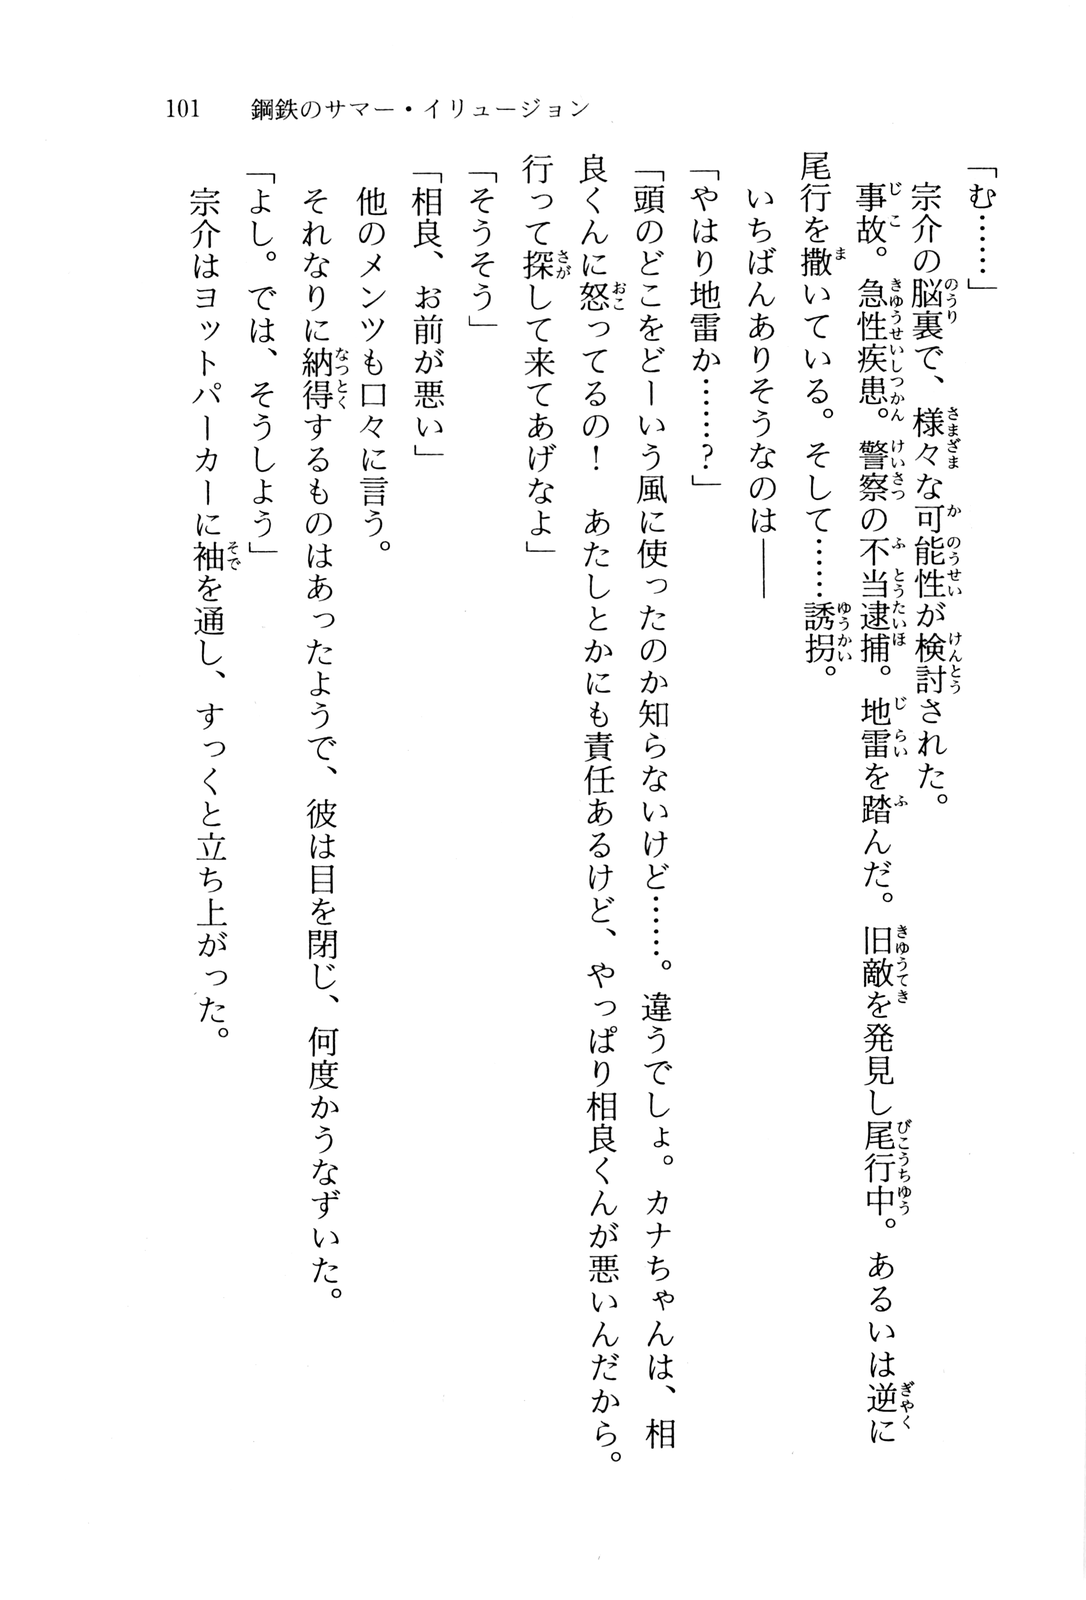 101　鋼鉄のサマー・イリュージョン
「む……」
　宗介の脳裏で、様々な可能性が検討された。
　事故。急性疾患。警察の不当逮捕。地雷を踏んだ。旧敵を発見し尾行中。あるいは逆に
尾行を撒いている。そして……誘拐。
　いちばんありそうなのは――
「やはり地雷か……？」
「頭のどこをどーいう風に使ったのか知らないけど……。違うでしょ。カナちゃんは、相
良くんに怒ってるの！　あたしとかにも責任あるけど、やっぱり相良くんが悪いんだから。
行って探して来てあげなよ」
「そうそう」
「相良、お前が悪い」
　他のメンツも口々に言う。
　それなりに納得するものはあったようで、彼は目を閉じ、何度かうなずいた。
「よし。では、そうしよう」
　宗介はヨットパーカーに袖を通し、すっくと立ち上がった。